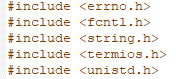 #include <errno.h>
#include <fcntl.h>
#include <string.h>
#include <termios.h>
#include <unistd.h>